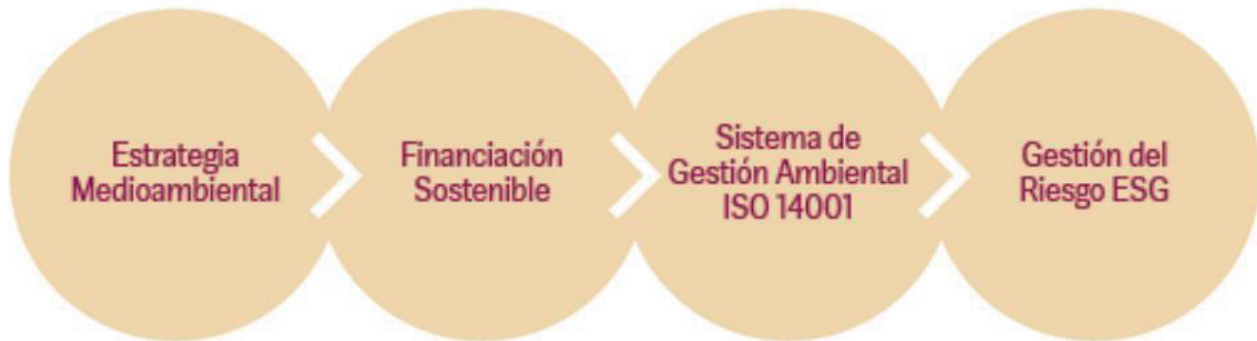 Estrategia
Medioambiental
Financiación
Sostenible
Sistema de
Gestión Ambiental
ISO 14001
Gestión del
Riesgo ESG